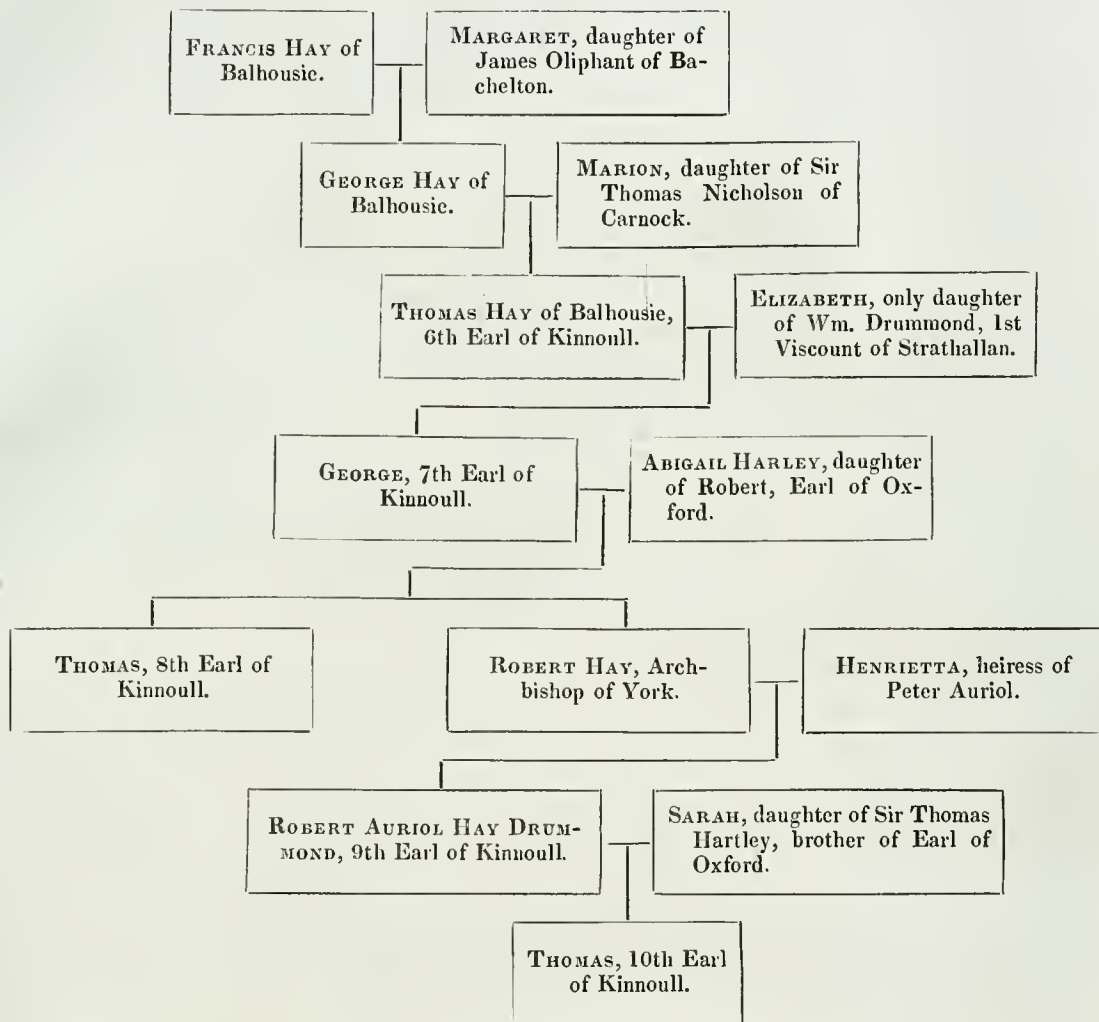 FRANCIS HAY of
Balhousie.
MARGARET, daughter of
James Oliphant of Ba-
chelton.
GEORGE HAY of
Balhousie.
MARION, daughter of Sir
Thomas Nicholson of
Carnock.
THOMAS HAY of Balhousie,
6th Earl of Kinnoull.
ELIZABETH, only daughter
of Wm. Drummond, 1st
Viscount of Strathallan.
GEORGE, 7th Earl of
Kinnoull.
ABIGAIL HARLEY, daughter
of Robert, Earl of Ox-
ford.
THOMAS, 8th Earl of
Kinnoull.
ROBERT HAY, Arch-
bishop of York.
HENRIETTA, heiress of
Peter Auriol.
ROBERT AURIOL HAY DRUM-
MOND, 9th Earl of Kinnoull.
SARAH, daughter of Sir Thomas
Hartley, brother of Earl of
Oxford.
THOMAS, 10th Earl
of Kinnoull.